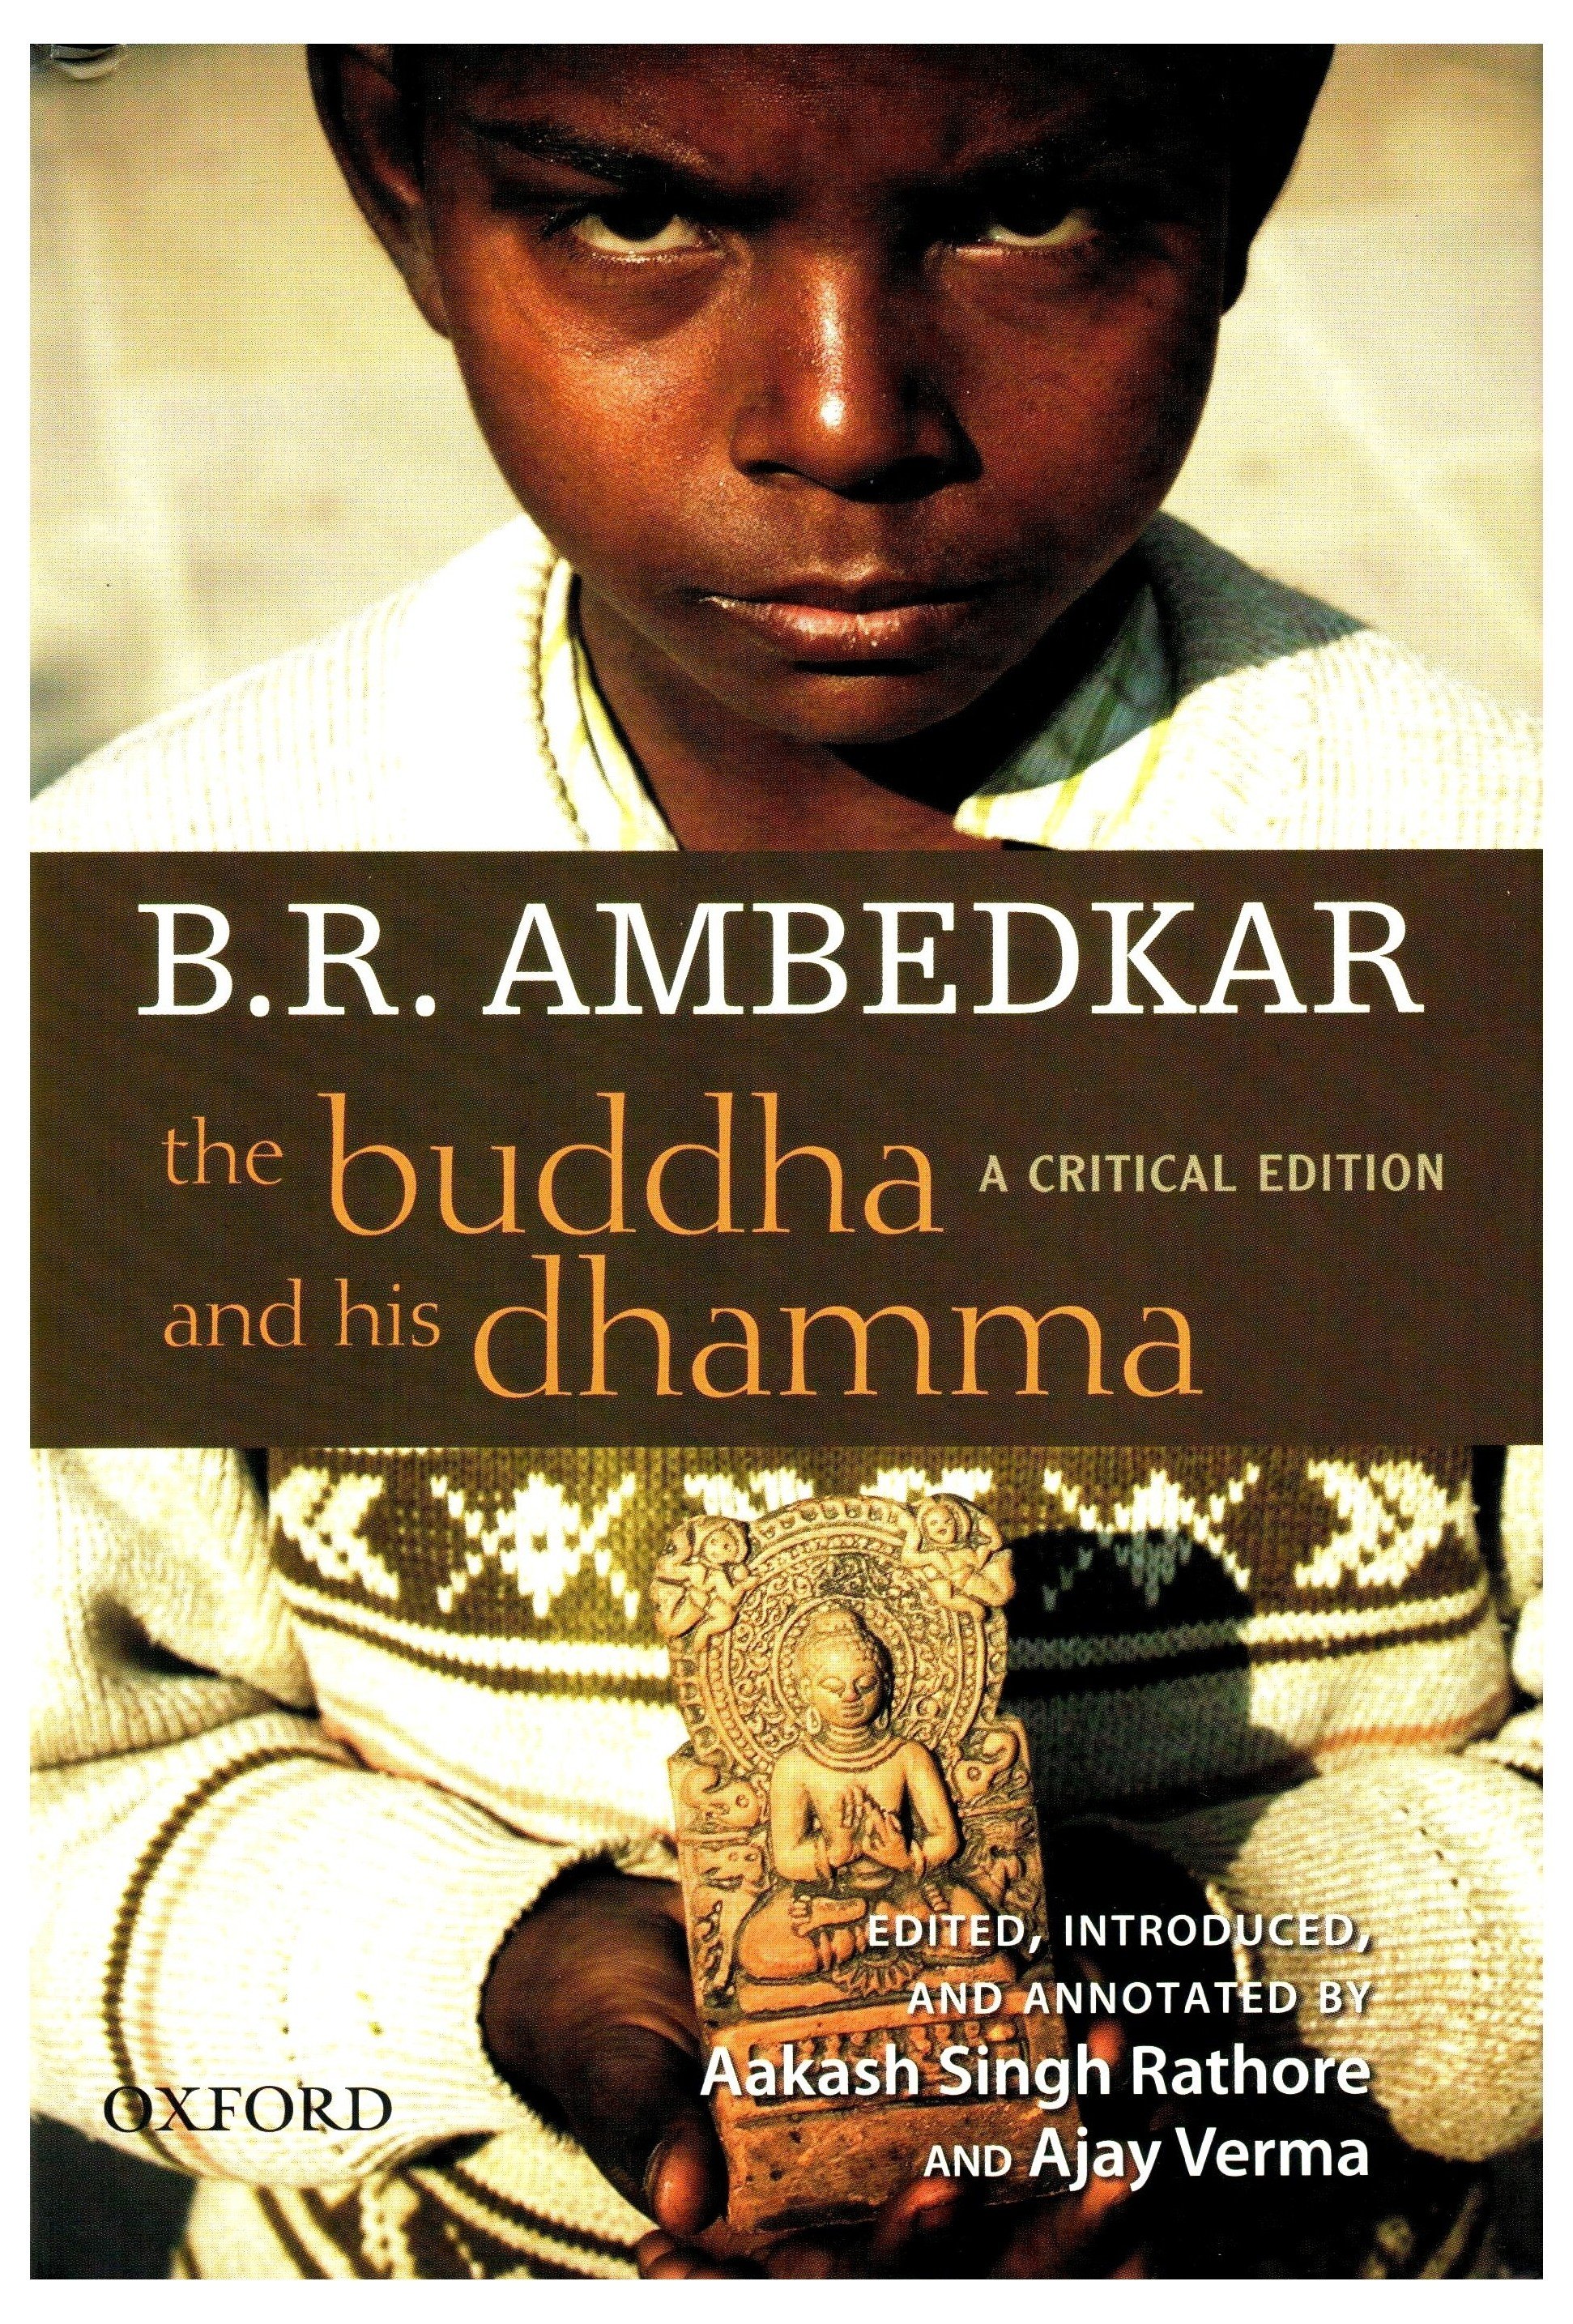 B.R. AMBEDKAR
the buddha A CRITICAL EDITION
and his dhamma
EDITED, INTRODUCED,
AND ANNOTATED BY
Aakash Singh Rathore
AND Ajay Verma
OXFORD